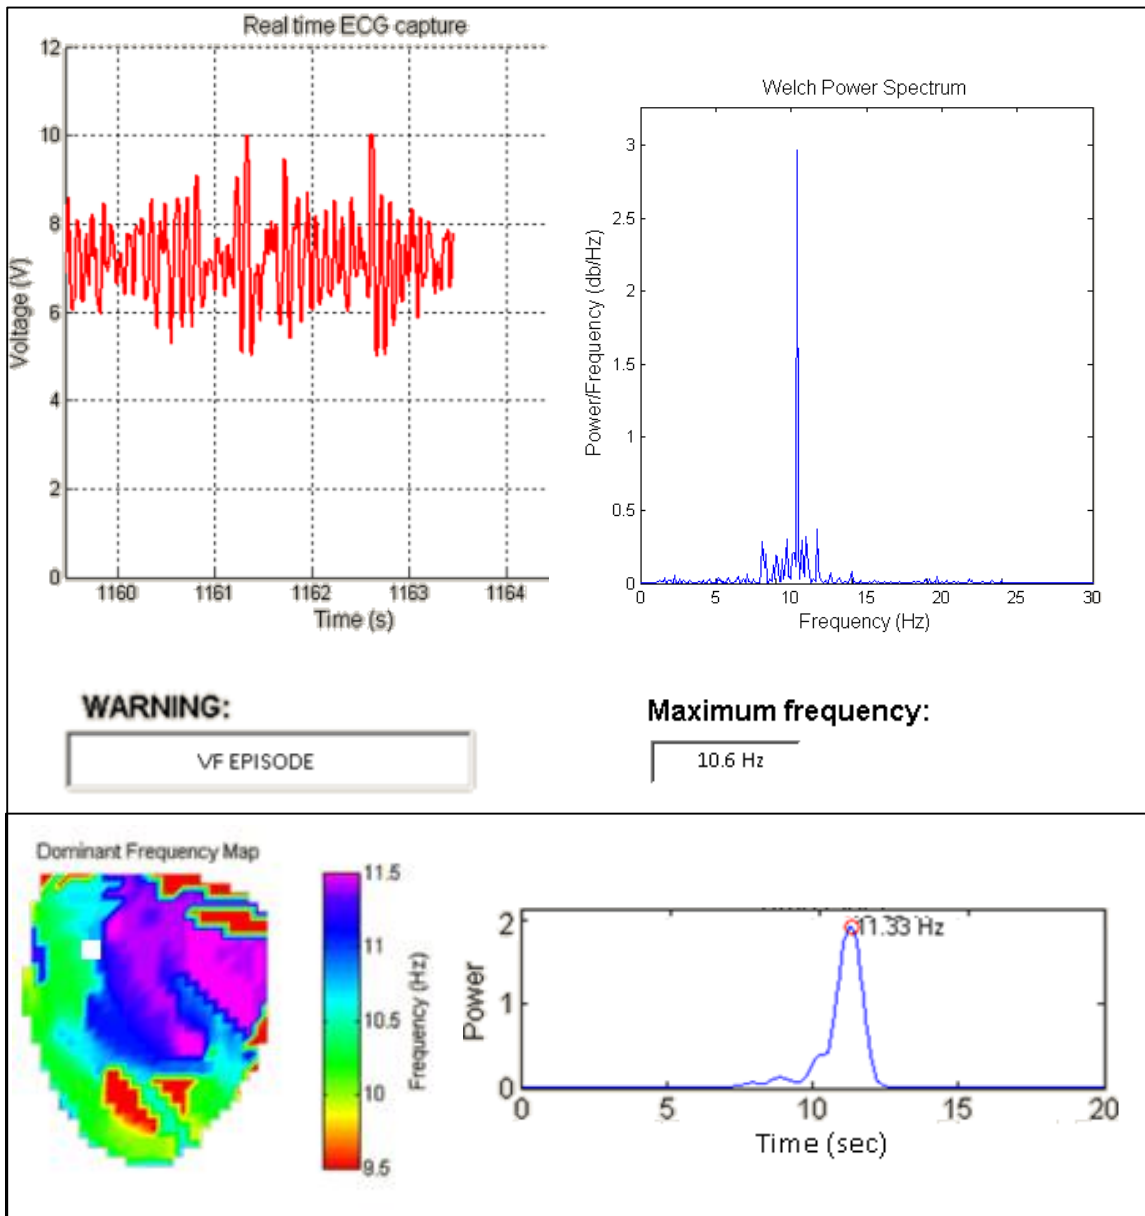 Real time ECG capture
12
10
8
6
4
2
0
Voltage (V)
1160 1161 1162 1163 1164
Time (s)
Welch Power Spectrum
3
2.5
2
1.5
1
0.5
0
Power/Frequency (db/Hz)
0 5 10 15 20 25 30
Frequency (Hz)
WARNING:
VF EPISODE
Maximum frequency:
10.6 Hz
Dominant Frequency Map
11.5
11
10.5
10
9.5
Frequency (Hz)
11.33 Hz
2
1
0
Power
0 5 10 15 20
Time (sec)